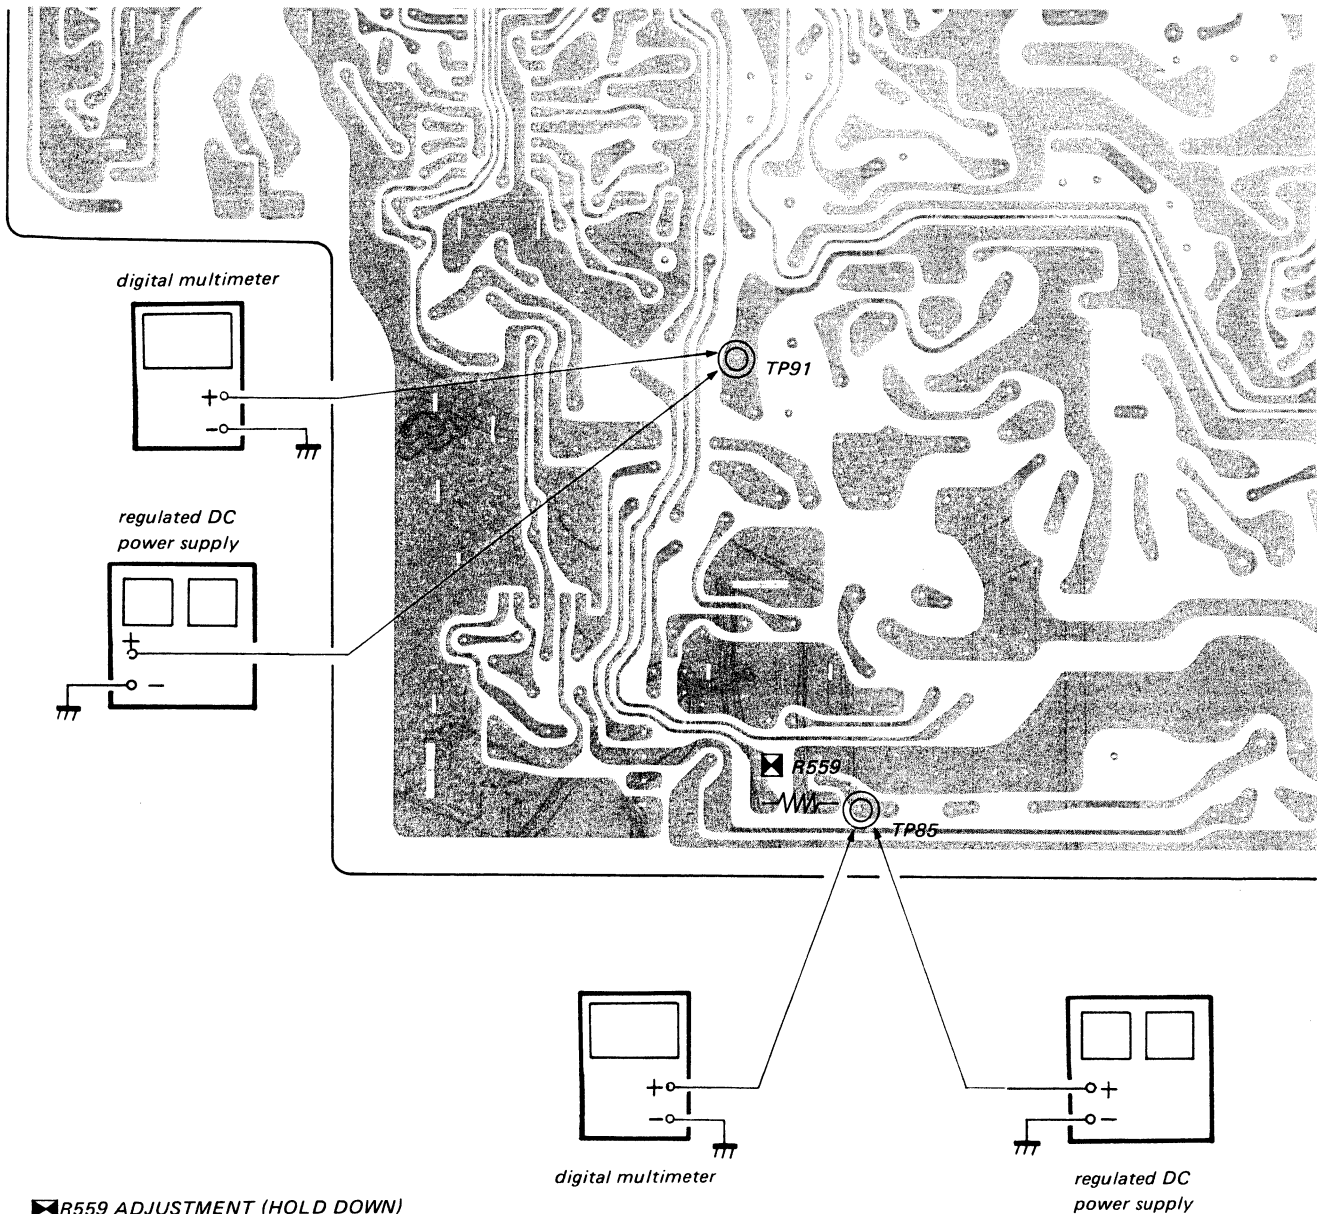 digital multimeter
+
−
TP91
regulated DC
power supply
+
−
R559
TP85
+
−
digital multimeter
+
−
regulated DC
power supply
R559 ADJUSTMENT (HOLD DOWN)